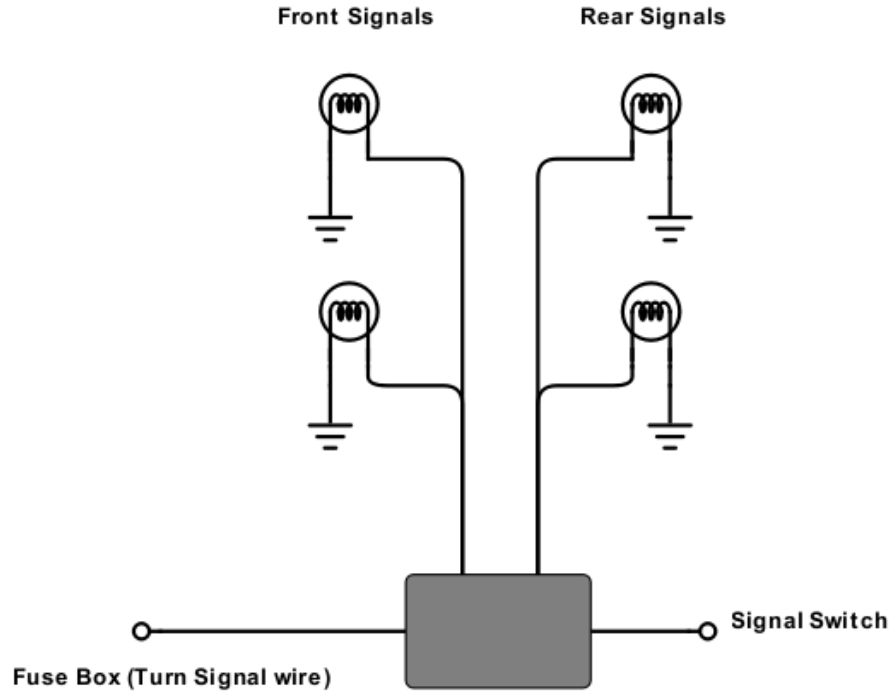 Front Signals
Rear Signals
Signal Switch
Fuse Box (Turn Signal wire)